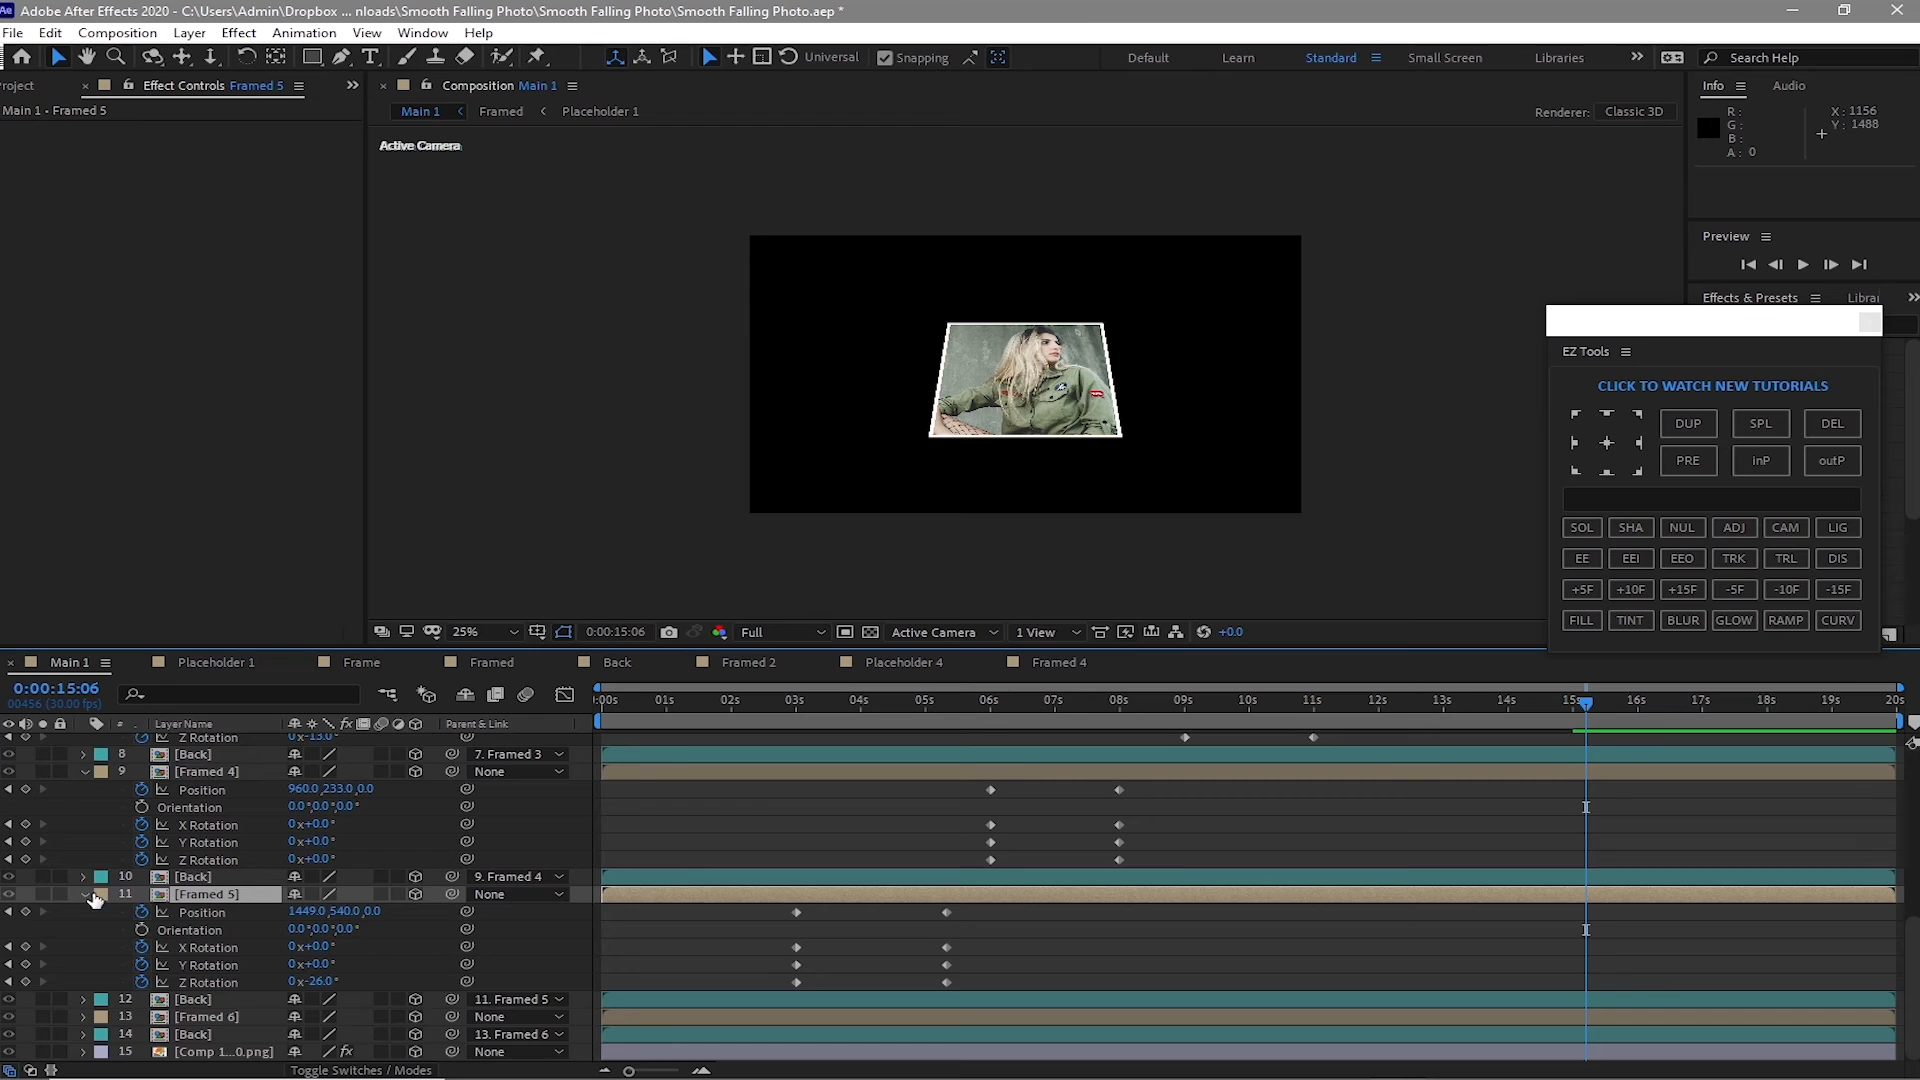 Ae Adobe After Effects 2020 - C:\Users\Admin\Dropbox ... nloads\Smooth Falling Photo\Smooth Falling Photo\Smooth Falling Photo.aep *
File Edit Composition Layer Effect Animation View Window Help
Universal Snapping Default Learn Standard Small Screen Libraries Search Help
roject Effect Controls Framed 5 Composition Main 1 Info Audio
Main 1 • Framed 5
Main 1 Framed Placeholder 1 Renderer: Classic 3D
R: X: 1156
G: Y: 1488
B:
A: 0
Active Camera
Preview
Effects & Presets Librar
EZ Tools
CLICK TO WATCH NEW TUTORIALS
DUP SPL DEL
PRE inP outP
SOL SHA NUL ADJ CAM LIG
EE EEI EEO TRK TRL DIS
+5F +10F +15F -5F -10F -15F
FILL TINT BLUR GLOW RAMP CURV
25% 0:00:15:06 Full Active Camera 1 View +0.0
Main 1 Placeholder 1 Frame Framed Back Framed 2 Placeholder 4 Framed 4
0:00:15:06
00456 (30.00 fps)
:00s 01s 02s 03s 04s 05s 06s 07s 08s 09s 10s 11s 12s 13s 14s 15s 16s 17s 18s 19s 20s
# Layer Name fx Parent & Link
Z Rotation 0x-13.0°
8 [Back] 7. Framed 3
9 [Framed 4] None
Position 960.0,233.0,0.0
Orientation 0.0°,0.0°,0.0°
X Rotation 0x+0.0°
Y Rotation 0x+0.0°
Z Rotation 0x+0.0°
10 [Back] 9. Framed 4
11 [Framed 5] None
Position 1449.0,540.0,0.0
Orientation 0.0°,0.0°,0.0°
X Rotation 0x+0.0°
Y Rotation 0x+0.0°
Z Rotation 0x-26.0°
12 [Back] 11. Framed 5
13 [Framed 6] None
14 [Back] 13. Framed 6
15 [Comp 1...0.png] fx None
Toggle Switches / Modes